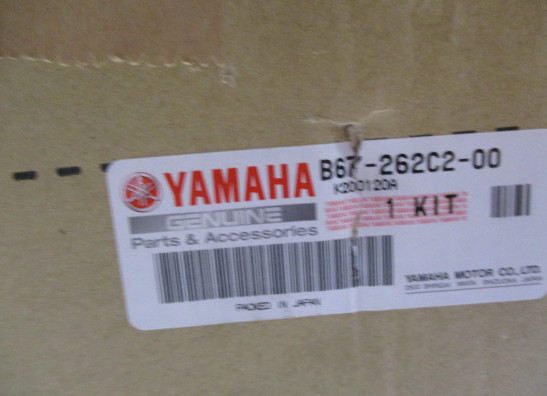 YAMAHA
B67-262C2-00
K200120A
GENUINE
1 KIT
Parts & Accessories
YAMAHA MOTOR CO., LTD.
PACKED IN JAPAN